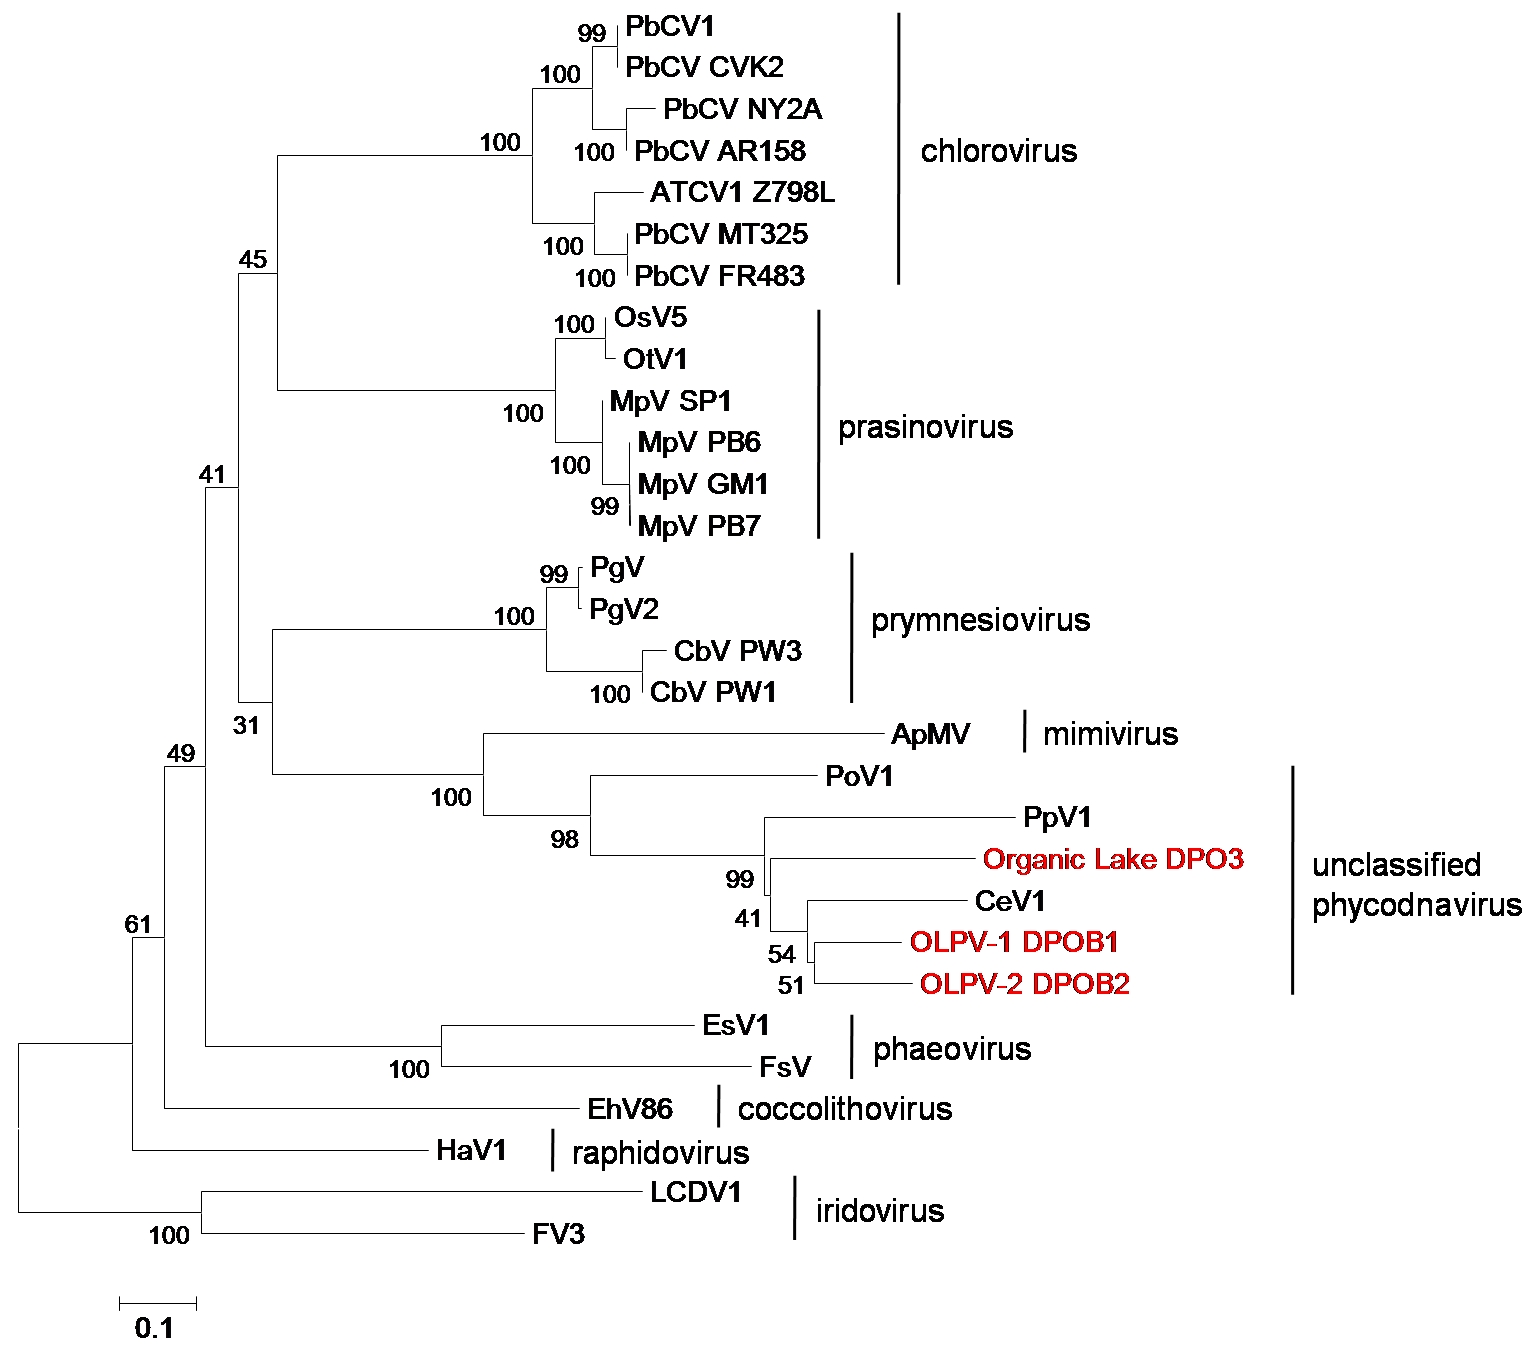 99
PbCV1
PbCV CVK2
100
PbCV NY2A
100
PbCV AR158
100
chlorovirus
ATCV1 Z798L
PbCV MT325
100
PbCV FR483
100
45
OsV5
100
OtV1
MpV SP1
100
prasinovirus
MpV PB6
100
MpV GM1
99
MpV PB7
41
PgV
99
PgV2
100
prymnesiovirus
CbV PW3
CbV PW1
100
31
ApMV
mimivirus
49
PoV1
100
PpV1
98
Organic Lake DPO3
unclassified
phycodnavirus
99
CeV1
41
OLPV-1 DPOB1
54
OLPV-2 DPOB2
51
61
EsV1
phaeovirus
FsV
100
EhV86
coccolithovirus
HaV1
raphidovirus
LCDV1
iridovirus
FV3
100
0.1